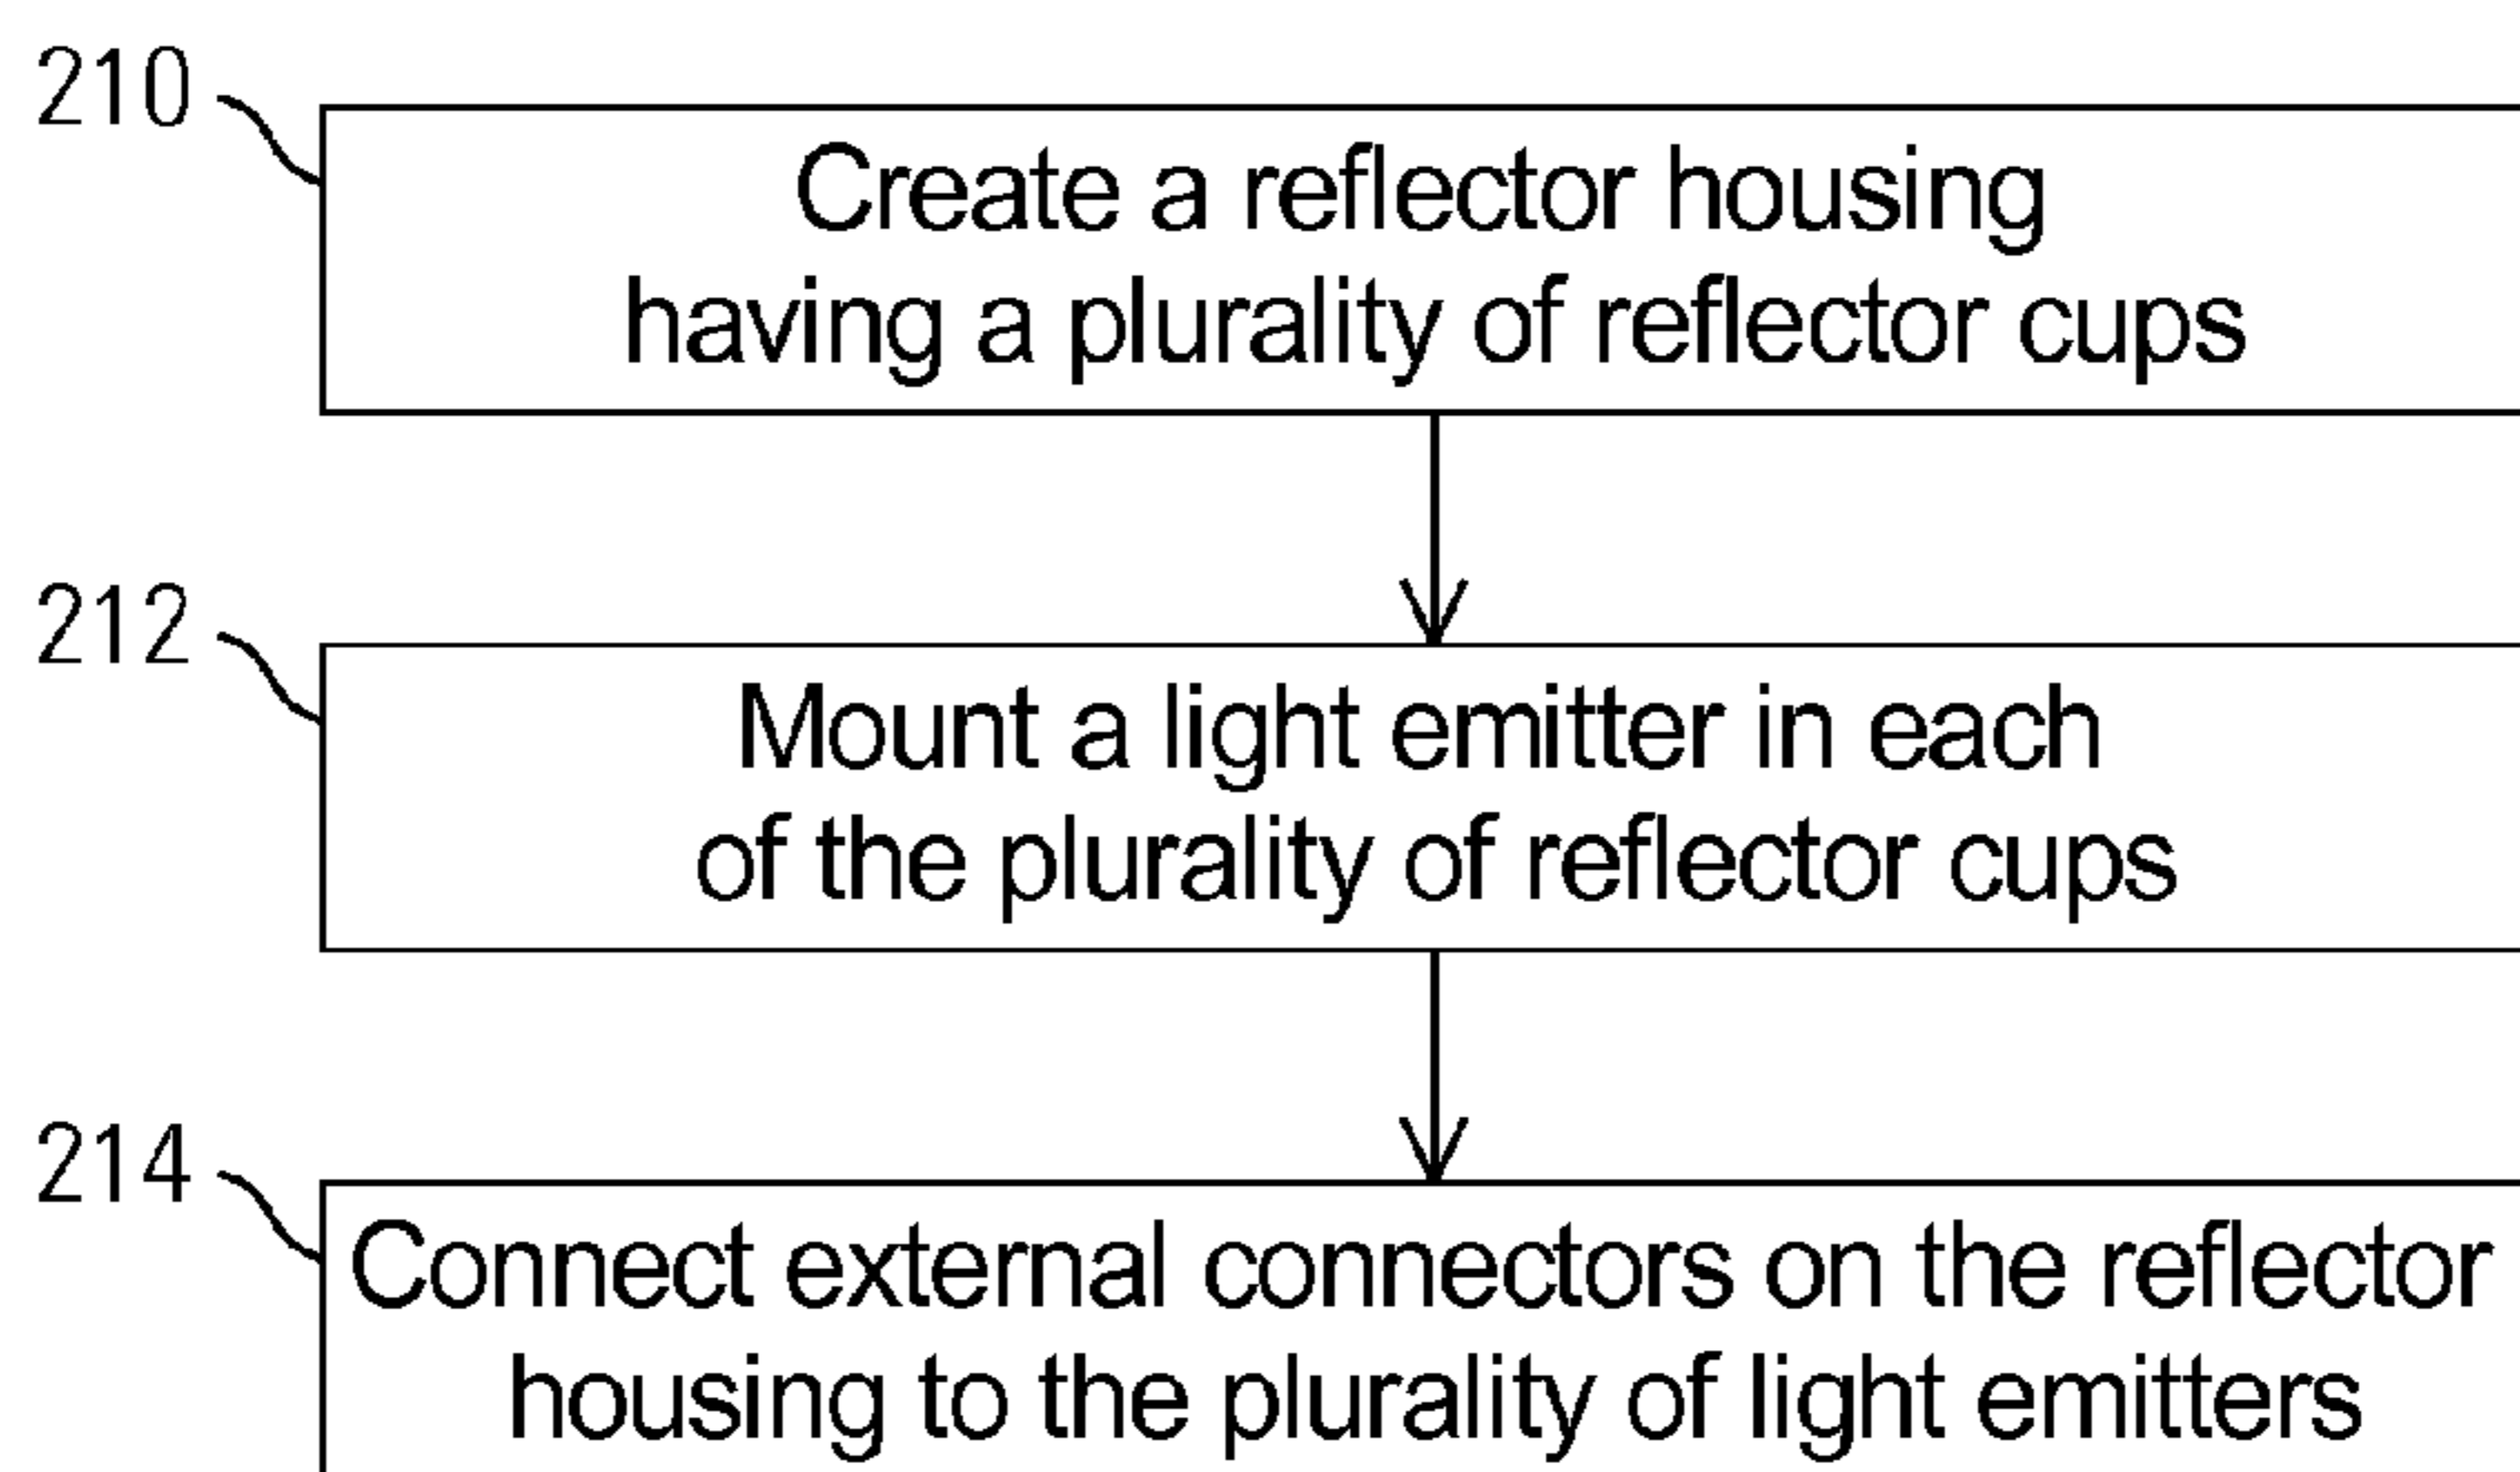 210
Create a reflector housing
having a plurality of reflector cups
212
Mount a light emitter in each
of the plurality of reflector cups
214
Connect external connectors on the reflector
housing to the plurality of light emitters